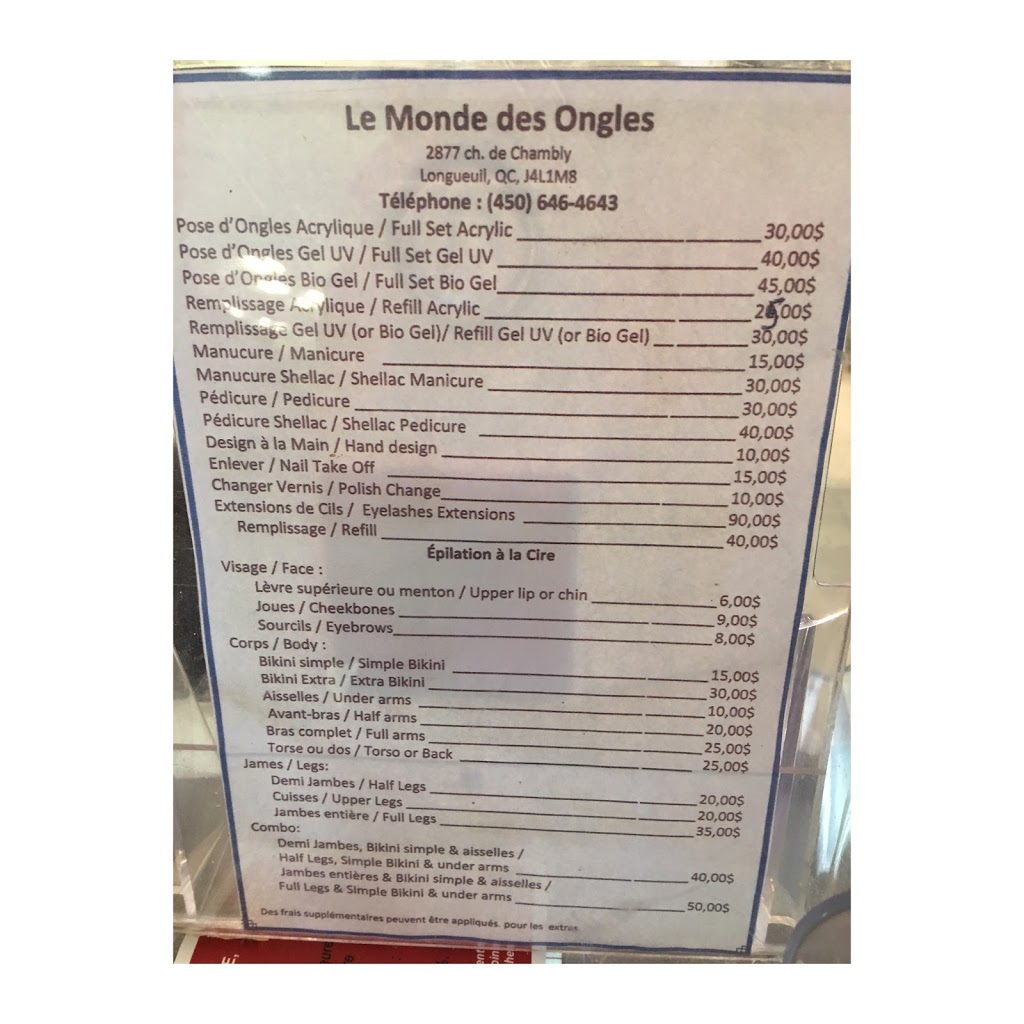 Le Monde des Ongles
2877 ch. de Chambly
Longueuil, QC, J4L1M8
Téléphone : (450) 646-4643
Pose d'Ongles Acrylique / Full Set Acrylic 30,00$
Pose d'Ongles Gel UV / Full Set Gel UV 40,00$
Pose d'Ongles Bio Gel / Full Set Bio Gel 45,00$
Remplissage Acrylique / Refill Acrylic 25,00$
Remplissage Gel UV (or Bio Gel)/ Refill Gel UV (or Bio Gel) 30,00$
Manucure / Manicure 15,00$
Manucure Shellac / Shellac Manicure 30,00$
Pédicure / Pedicure 30,00$
Pédicure Shellac / Shellac Pedicure 40,00$
Design à la Main / Hand design 10,00$
Enlever / Nail Take Off 15,00$
Changer Vernis / Polish Change 10,00$
Extensions de Cils / Eyelashes Extensions 90,00$
Remplissage / Refill 40,00$
Épilation à la Cire
Visage / Face :
Lèvre supérieure ou menton / Upper lip or chin 6,00$
Joues / Cheekbones 9,00$
Sourcils / Eyebrows 8,00$
Corps / Body :
Bikini simple / Simple Bikini 15,00$
Bikini Extra / Extra Bikini 30,00$
Aisselles / Under arms 10,00$
Avant-bras / Half arms 20,00$
Bras complet / Full arms 25,00$
Torse ou dos / Torso or Back 25,00$
James / Legs:
Demi Jambes / Half Legs 20,00$
Cuisses / Upper Legs 20,00$
Jambes entière / Full Legs 35,00$
Combo:
Demi Jambes, Bikini simple & aisselles /
Half Legs, Simple Bikini & under arms 40,00$
Jambes entières & Bikini simple & aisselles /
Full Legs & Simple Bikini & under arms 50,00$
Des frais supplémentaires peuvent être appliqués. pour les extras